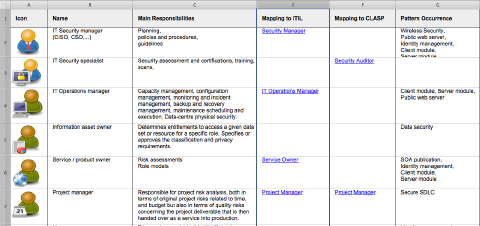 A B C E F G
1 Icon Name Main Responsibilities Mapping to ITIL Mapping to CLASP Pattern Occurrence
2 IT Security manager
(CISO, CSO,...)
Planning,
policies and procedures,
guidelines
Security Manager
Wireless Security,
Public web server,
Identity management,
Client module,
Server module
3 IT Security specialist
Security assessment and certifications, training,
scans,
Security Auditor
4 IT Operations manager
Capacity management, configuration
management, monitoring and incident
management, backup and recovery
management, maintenance scheduling and
execution. Data-centre physical security.
IT Operations Manager
Client module, Server module,
Public web server
5 Information asset owner
Determines entitlements to access a given data
set or resource for a specific role. Specifies or
approves the classification and privacy
requirements.
Data security
6 Service / product owner
Risk assessments
Role models
Service Owner
SOA publication,
Identity management,
Client module,
Server module
7 Project manager
Responsible for project risk analysis, both in
terms of original project risks related to time,
and budget but also in terms of quality risks
concerning the project deliverable that is then
handed over as a service into production.
Project Manager
Project Manager
Secure SDLC